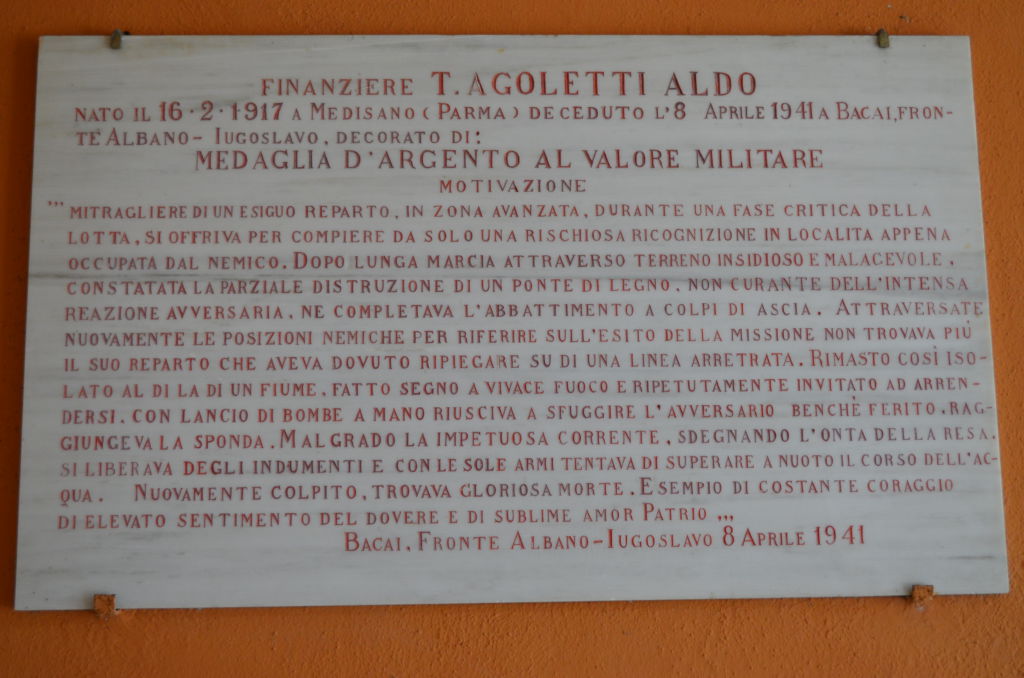 FINANZIERE T. AGOLETTI ALDO
NATO IL 16·2·1917 A MEDISANO (PARMA) DECEDUTO L'8 APRILE 1941 A BACAI, FRON-
TE ALBANO- IUGOSLAVO, DECORATO DI:
MEDAGLIA D'ARGENTO AL VALORE MILITARE
MOTIVAZIONE
,,, MITRAGLIERE DI UN ESIGUO REPARTO, IN ZONA AVANZATA, DURANTE UNA FASE CRITICA DELLA
LOTTA, SI OFFRIVA PER COMPIERE DA SOLO UNA RISCHIOSA RICOGNIZIONE IN LOCALITA APPENA
OCCUPATA DAL NEMICO. DOPO LUNGA MARCIA ATTRAVERSO TERRENO INSIDIOSO E MALAGEVOLE,
CONSTATATA LA PARZIALE DISTRUZIONE DI UN PONTE DI LEGNO, NON CURANTE DELL'INTENSA
REAZIONE AVVERSARIA, NE COMPLETAVA L'ABBATTIMENTO A COLPI DI ASCIA. ATTRAVERSATE
NUOVAMENTE LE POSIZIONI NEMICHE PER RIFERIRE SULL'ESITO DELLA MISSIONE NON TROVAVA PIÙ
IL SUO REPARTO CHE AVEVA DOVUTO RIPIEGARE SU DI UNA LINEA ARRETRATA. RIMASTO COSÌ ISO-
LATO AL DI LA DI UN FIUME, FATTO SEGNO A VIVACE FUOCO E RIPETUTAMENTE INVITATO AD ARREN-
DERSI, CON LANCIO DI BOMBE A MANO RIUSCIVA A SFUGGIRE L'AVVERSARIO BENCHÈ FERITO, RAG-
GIUNGEVA LA SPONDA. MALGRADO LA IMPETUOSA CORRENTE, SDEGNANDO L'ONTA DELLA RESA,
SI LIBERAVA DEGLI INDUMENTI E CON LE SOLE ARMI TENTAVA DI SUPERARE A NUOTO IL CORSO DELL'AC-
QUA. NUOVAMENTE COLPITO, TROVAVA GLORIOSA MORTE. ESEMPIO DI COSTANTE CORAGGIO
DI ELEVATO SENTIMENTO DEL DOVERE E DI SUBLIME AMOR PATRIO ,,,
BACAI, FRONTE ALBANO-IUGOSLAVO 8 APRILE 1941